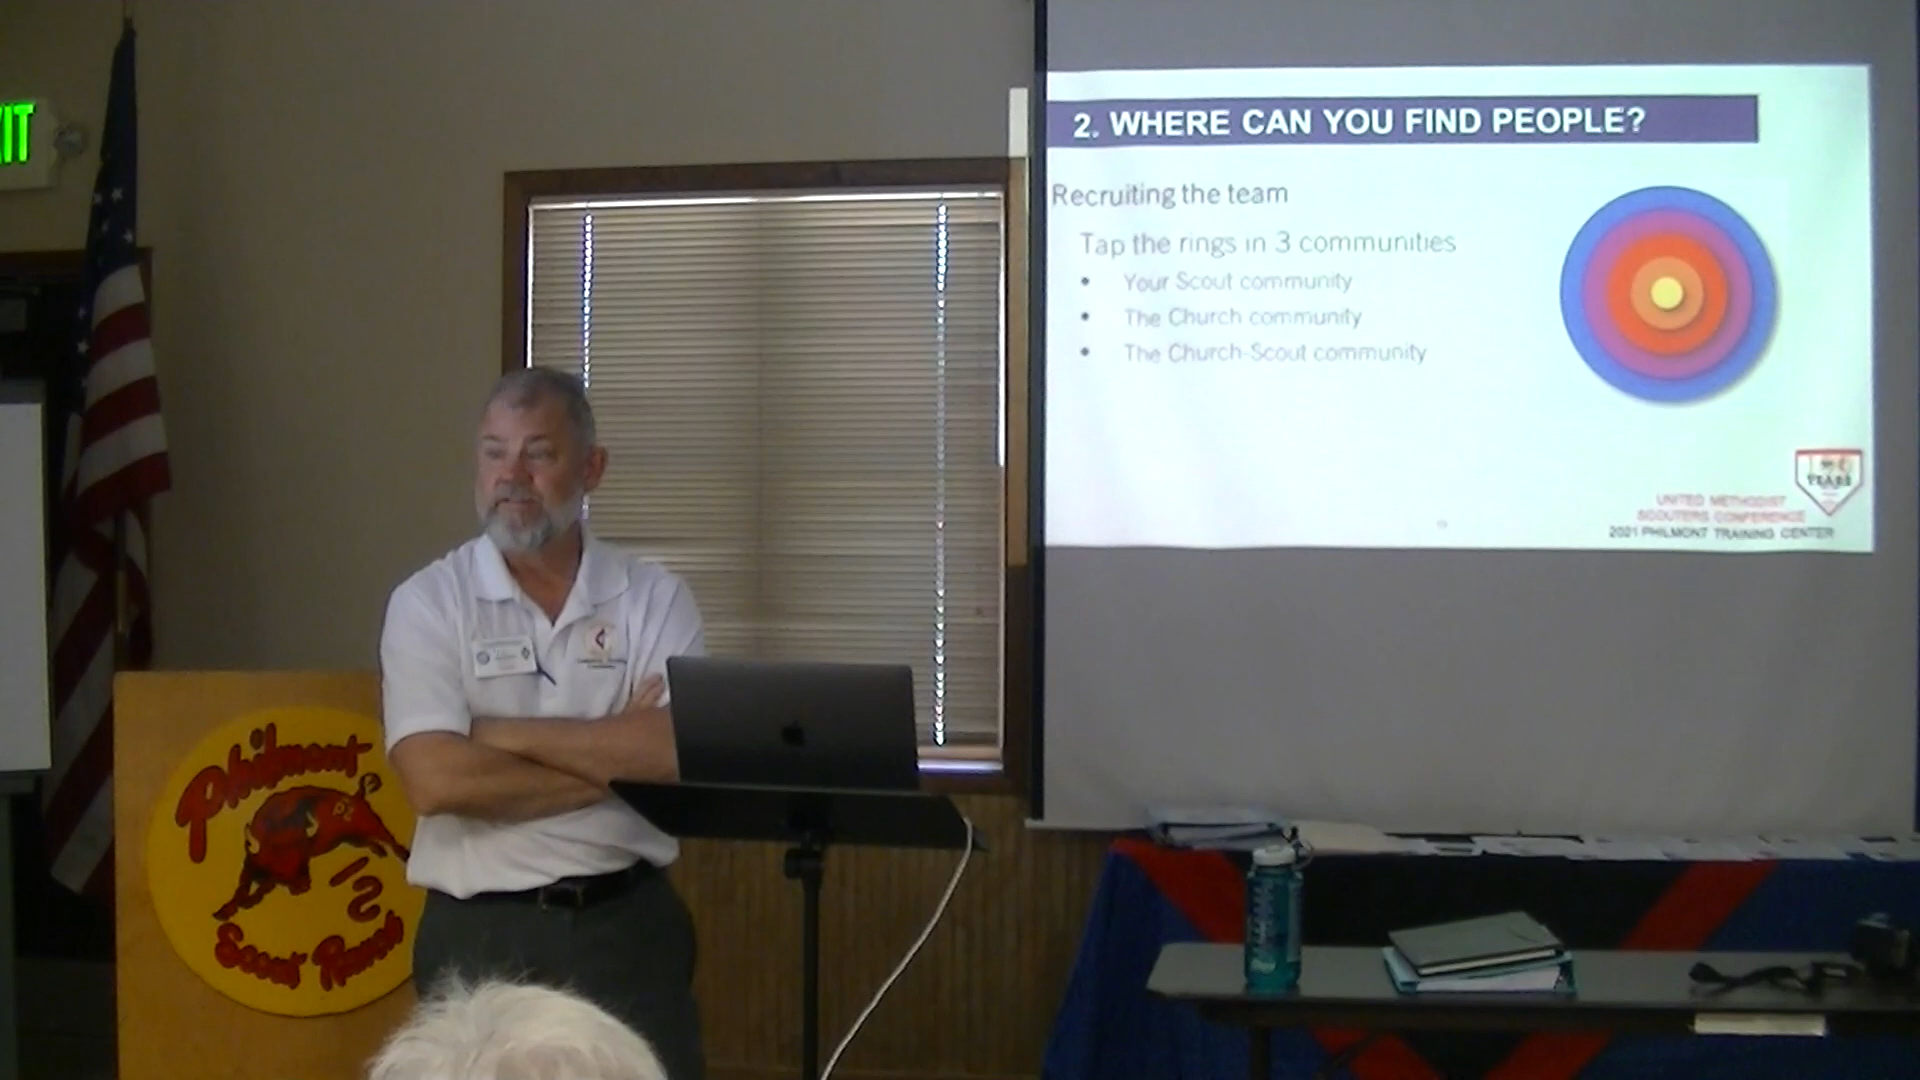 2. WHERE CAN YOU FIND PEOPLE?
Recruiting the team
Tap the rings in 3 communities
• Your Scout community
• The Church community
• The Church-Scout community
YEARS
UNITED METHODIST
SCOUTERS CONFERENCE
2021 PHILMONT TRAINING CENTER
Philmont
Scout Ranch